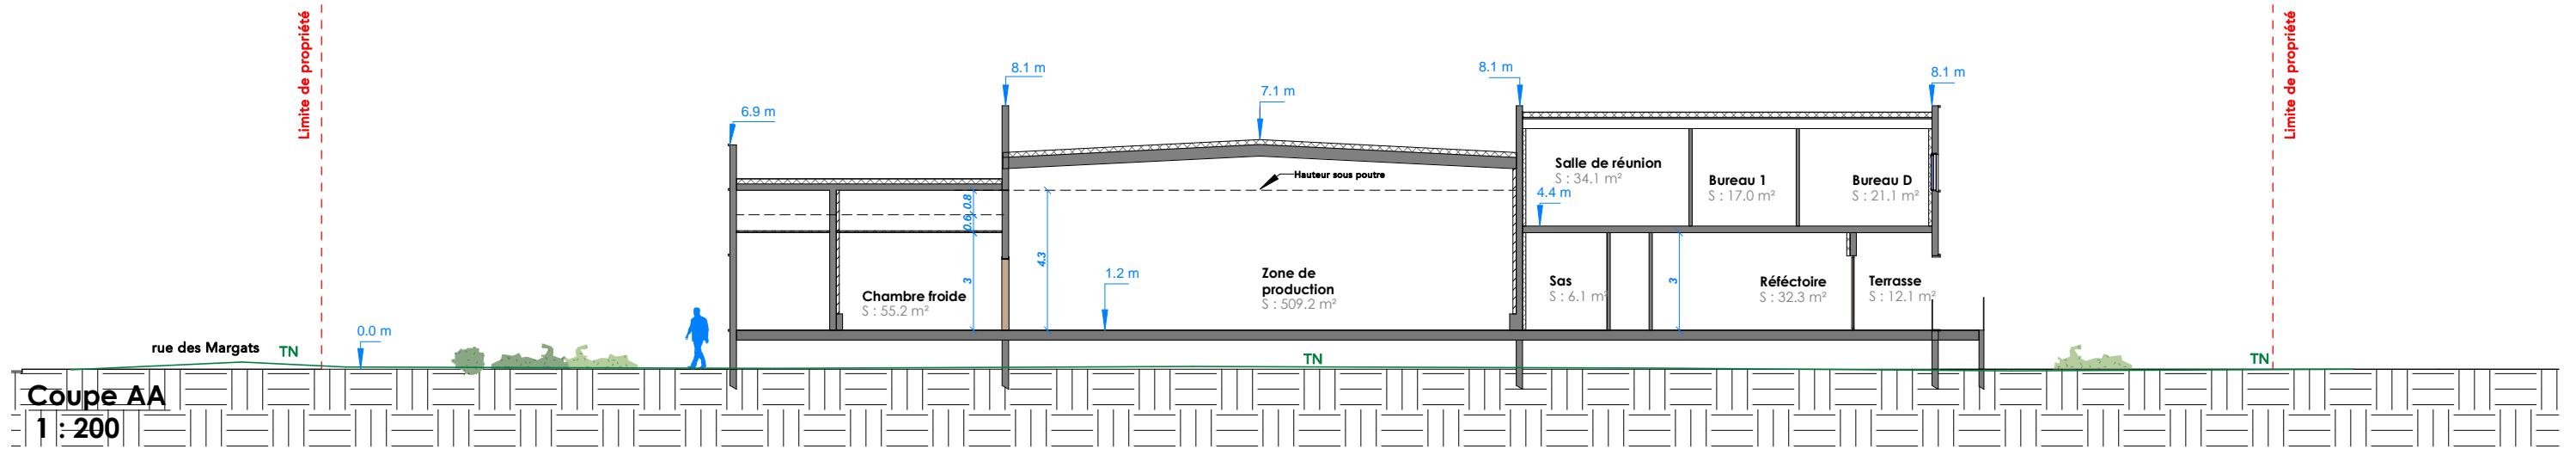 Limite de propriété
Limite de propriété
8.1 m
8.1 m
8.1 m
7.1 m
6.9 m
Hauteur sous poutre
Salle de réunion
S : 34.1 m²
Bureau 1
S : 17.0 m²
Bureau D
S : 21.1 m²
4.4 m
0.8
0.6
3
4.3
1.2 m
Chambre froide
S : 55.2 m²
Zone de
production
S : 509.2 m²
Sas
S : 6.1 m²
3
Réféctoire
S : 32.3 m²
Terrasse
S : 12.1 m²
0.0 m
rue des Margats
TN
TN
TN
Coupe AA
1 : 200